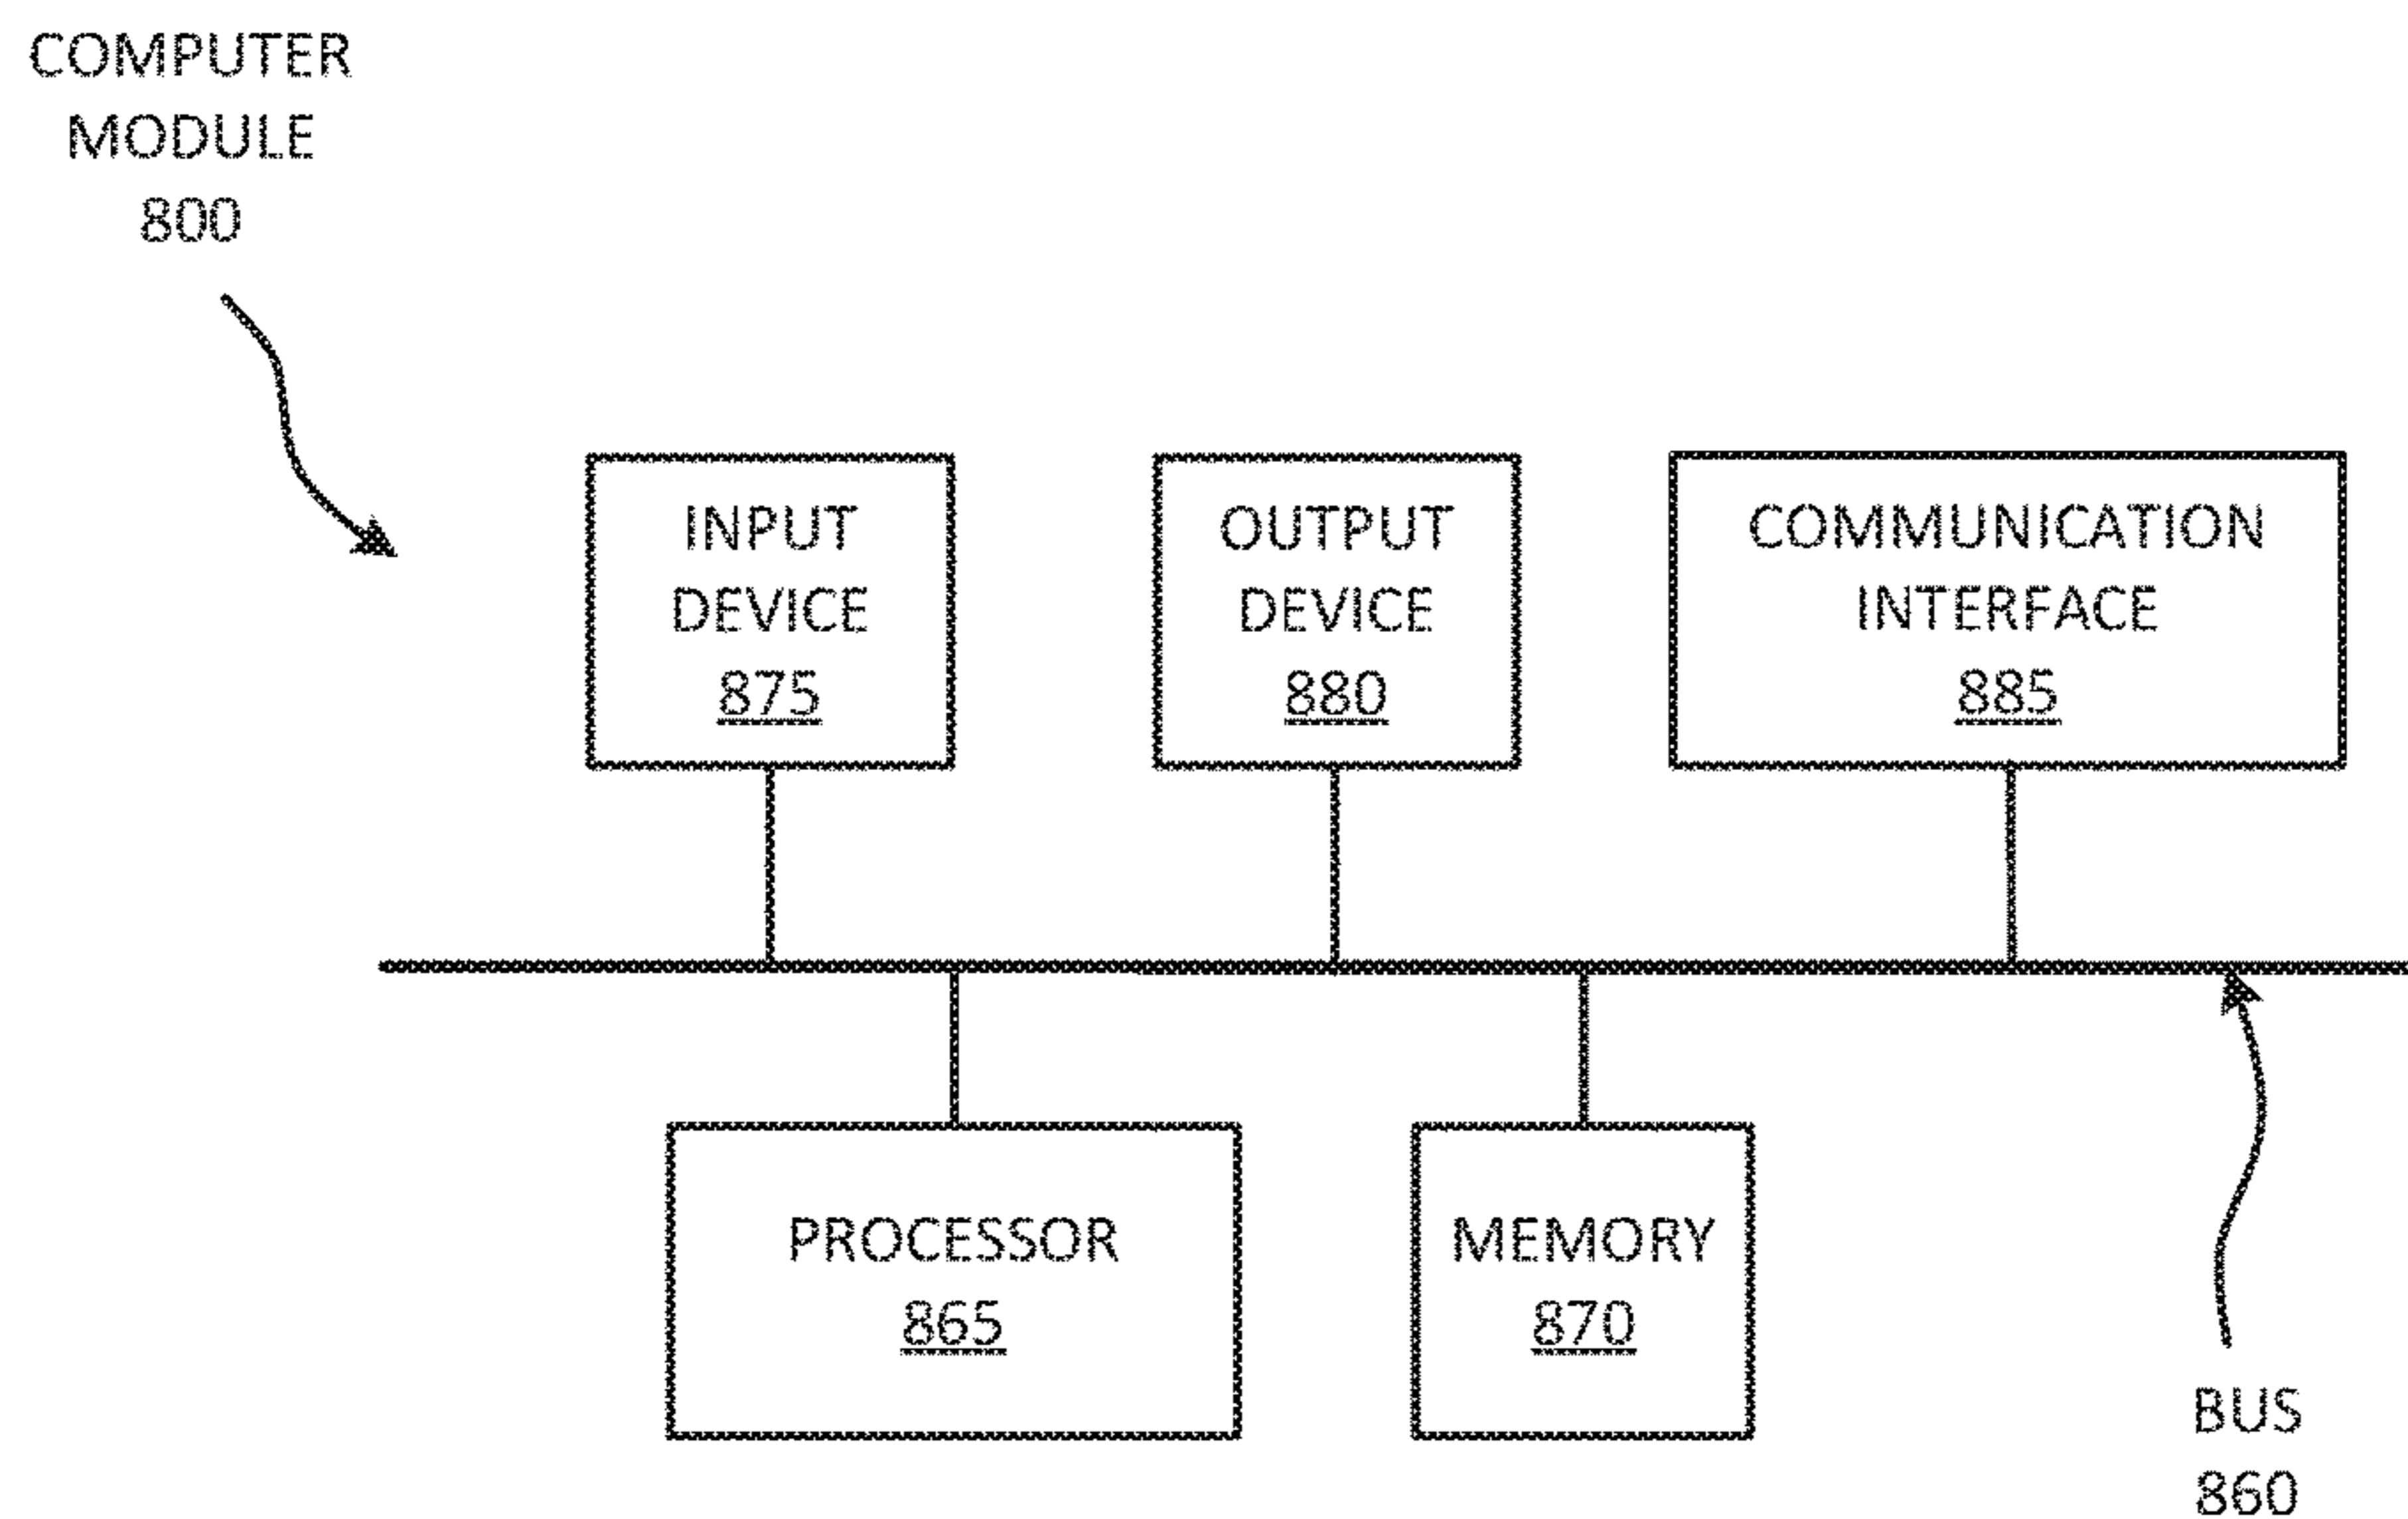 COMPUTER
MODULE
800
INPUT
DEVICE
875
OUTPUT
DEVICE
880
COMMUNICATION
INTERFACE
885
PROCESSOR
865
MEMORY
870
BUS
860